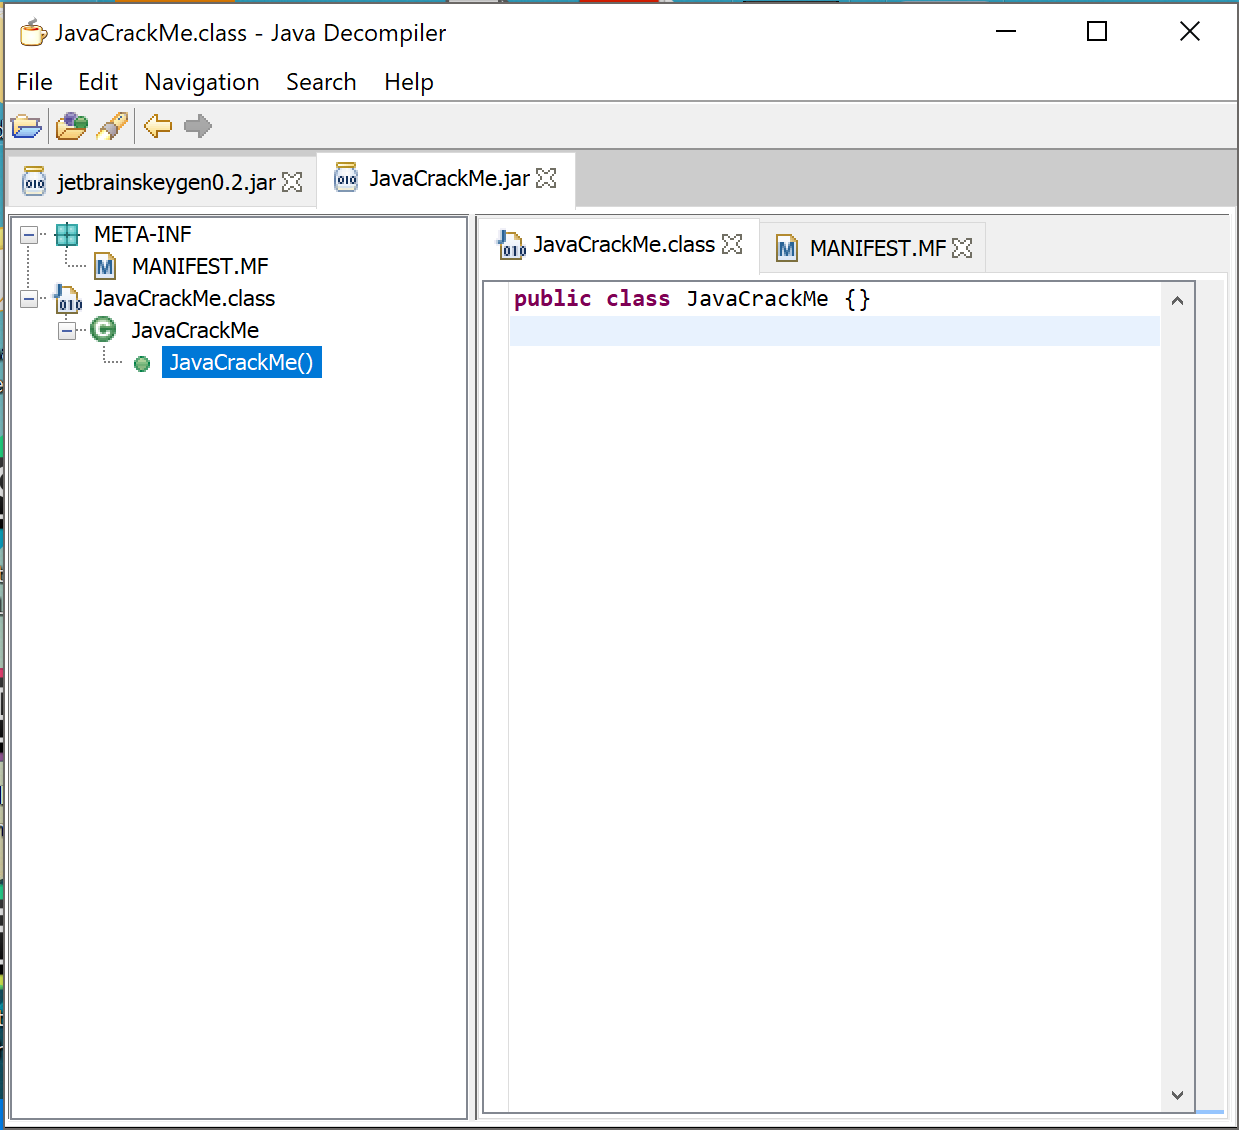 JavaCrackMe.class - Java Decompiler
File Edit Navigation Search Help
jetbrainskeygen0.2.jar JavaCrackMe.jar
META-INF
MANIFEST.MF
JavaCrackMe.class
JavaCrackMe
JavaCrackMe()
JavaCrackMe.class MANIFEST.MF
public class JavaCrackMe {}